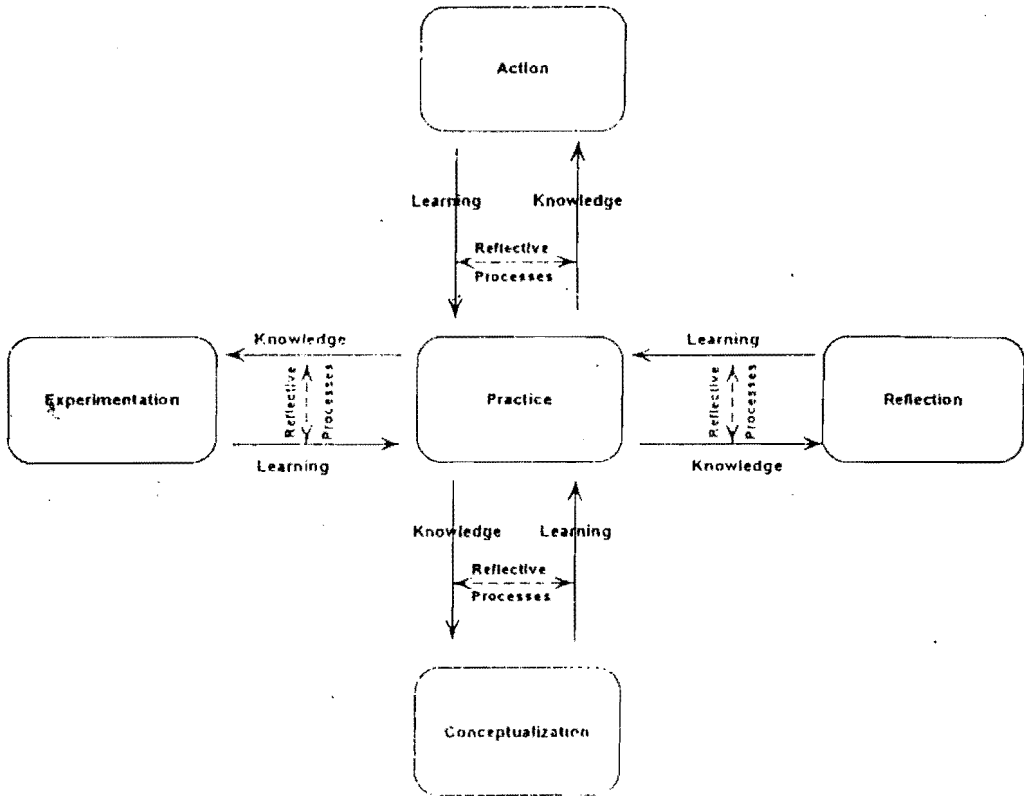 Action
Learning Knowledge
Reflective
Processes
Knowledge Learning
Experimentation
Reflective
Processes
Practice
Reflective
Processes
Reflection
Learning Knowledge
Knowledge Learning
Reflective
Processes
Conceptualization